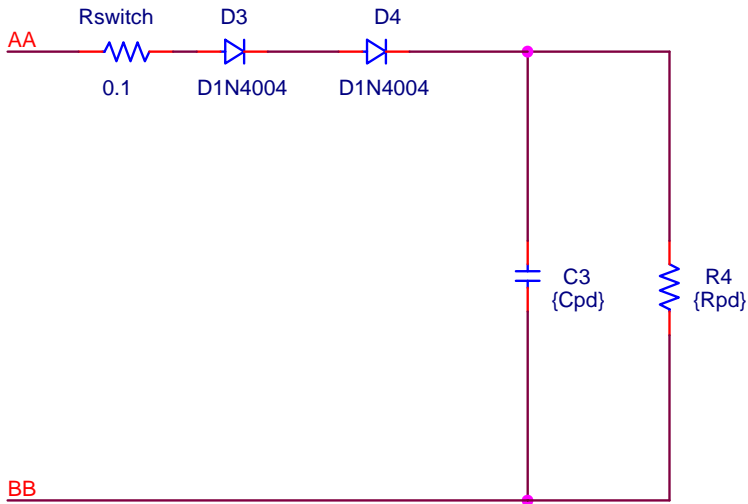 Rswitch
D3
D4
AA
0.1
D1N4004
D1N4004
C3
{Cpd}
R4
{Rpd}
BB